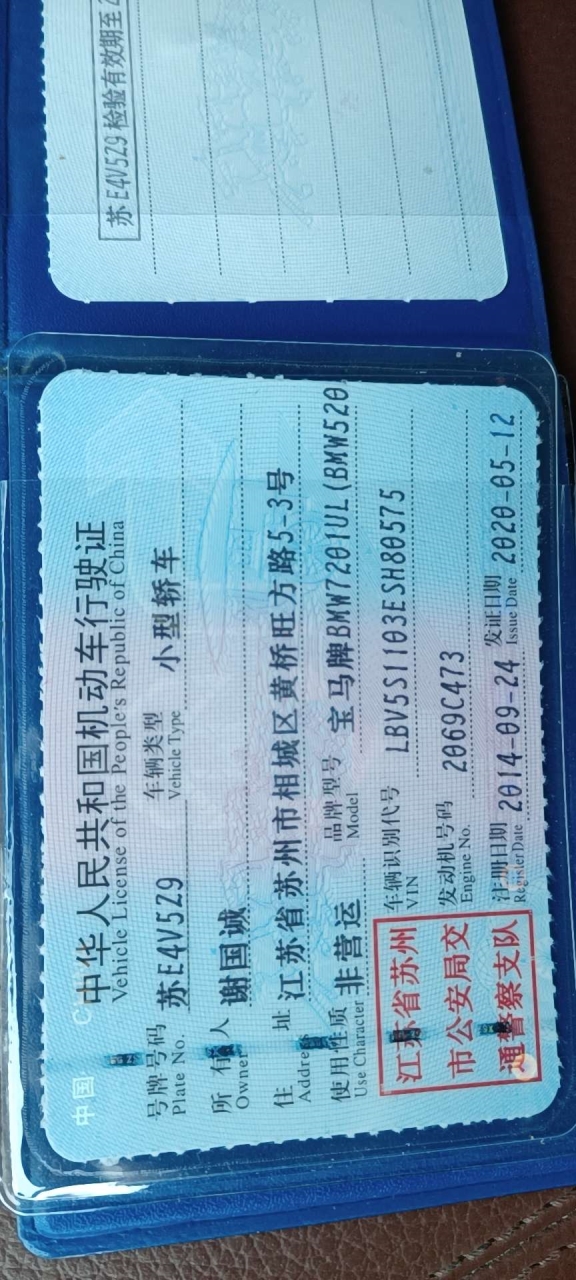 苏E4V5Z9检验有效期至2
中国 C
中华人民共和国机动车行驶证
Vehicle License of the People's Republic of China
号牌号码 苏E4V5Z9 车辆类型 小型轿车
Plate No. Vehicle Type
所有人 谢国诚
Owner
住址 江苏省苏州市相城区黄桥旺方路5-3号
Address
使用性质 非营运 品牌型号 宝马牌BMW7201UL(BMW520
Use Character Model
江苏省苏州
市公安局交
通警察支队
车辆识别代号 LBV5S1103ESH80575
VIN
发动机号码 2069C473
Engine No.
注册日期 2014-09-24 发证日期 2020-05-12
Register Date Issue Date